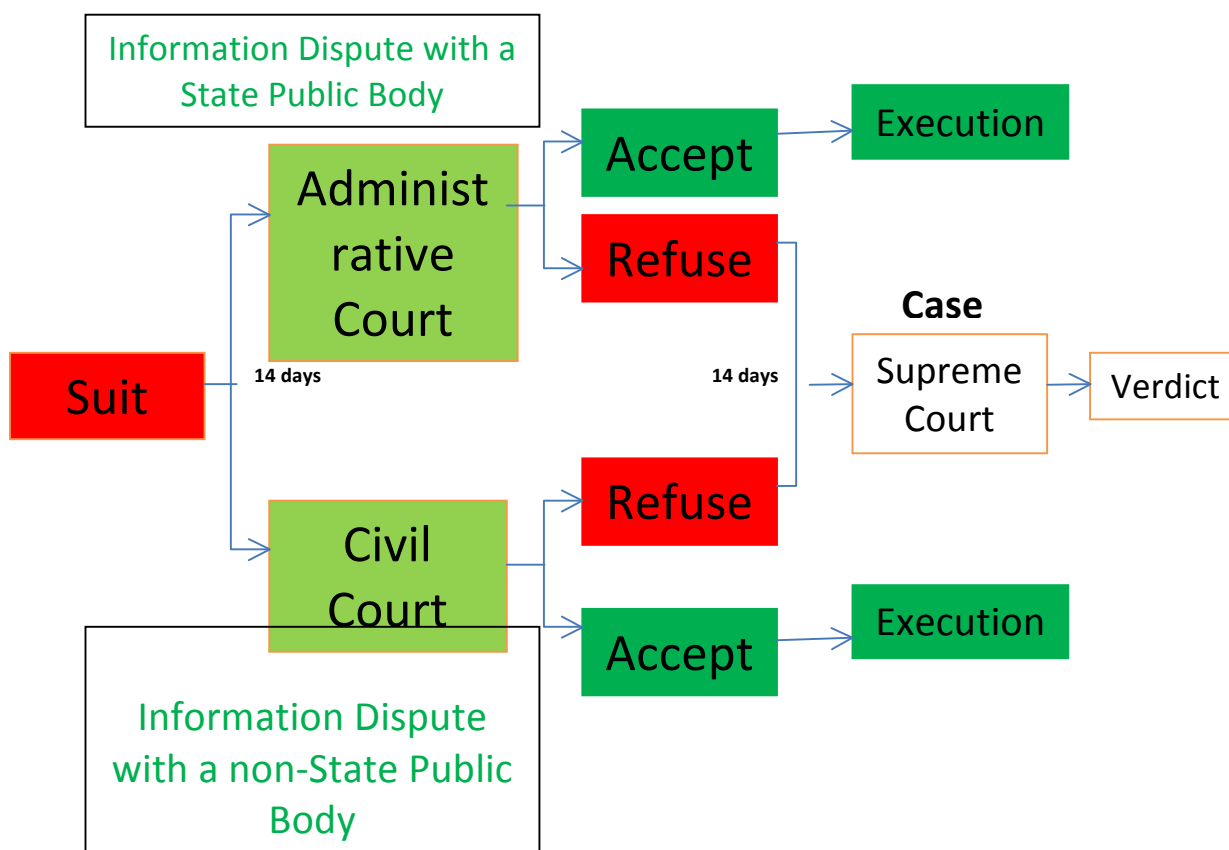 Information Dispute with a
State Public Body
Administ
rative
Court
Accept
Execution
Refuse
Case
Suit
14 days
14 days
Supreme
Court
Verdict
Refuse
Civil
Court
Accept
Execution
Information Dispute
with a non-State Public
Body